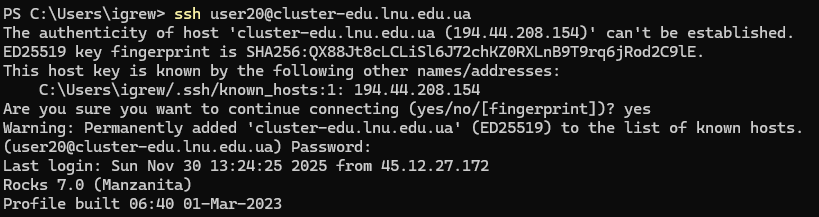 PS C:\Users\igrew> ssh user20@cluster-edu.lnu.edu.ua
The authenticity of host 'cluster-edu.lnu.edu.ua (194.44.208.154)' can't be established.
ED25519 key fingerprint is SHA256:QX88Jt8cLCLiSl6J72chKZ0RXLnB9T9rq6jRod2C9lE.
This host key is known by the following other names/addresses:
    C:\Users\igrew/.ssh/known_hosts:1: 194.44.208.154
Are you sure you want to continue connecting (yes/no/[fingerprint])? yes
Warning: Permanently added 'cluster-edu.lnu.edu.ua' (ED25519) to the list of known hosts.
(user20@cluster-edu.lnu.edu.ua) Password:
Last login: Sun Nov 30 13:24:25 2025 from 45.12.27.172
Rocks 7.0 (Manzanita)
Profile built 06:40 01-Mar-2023